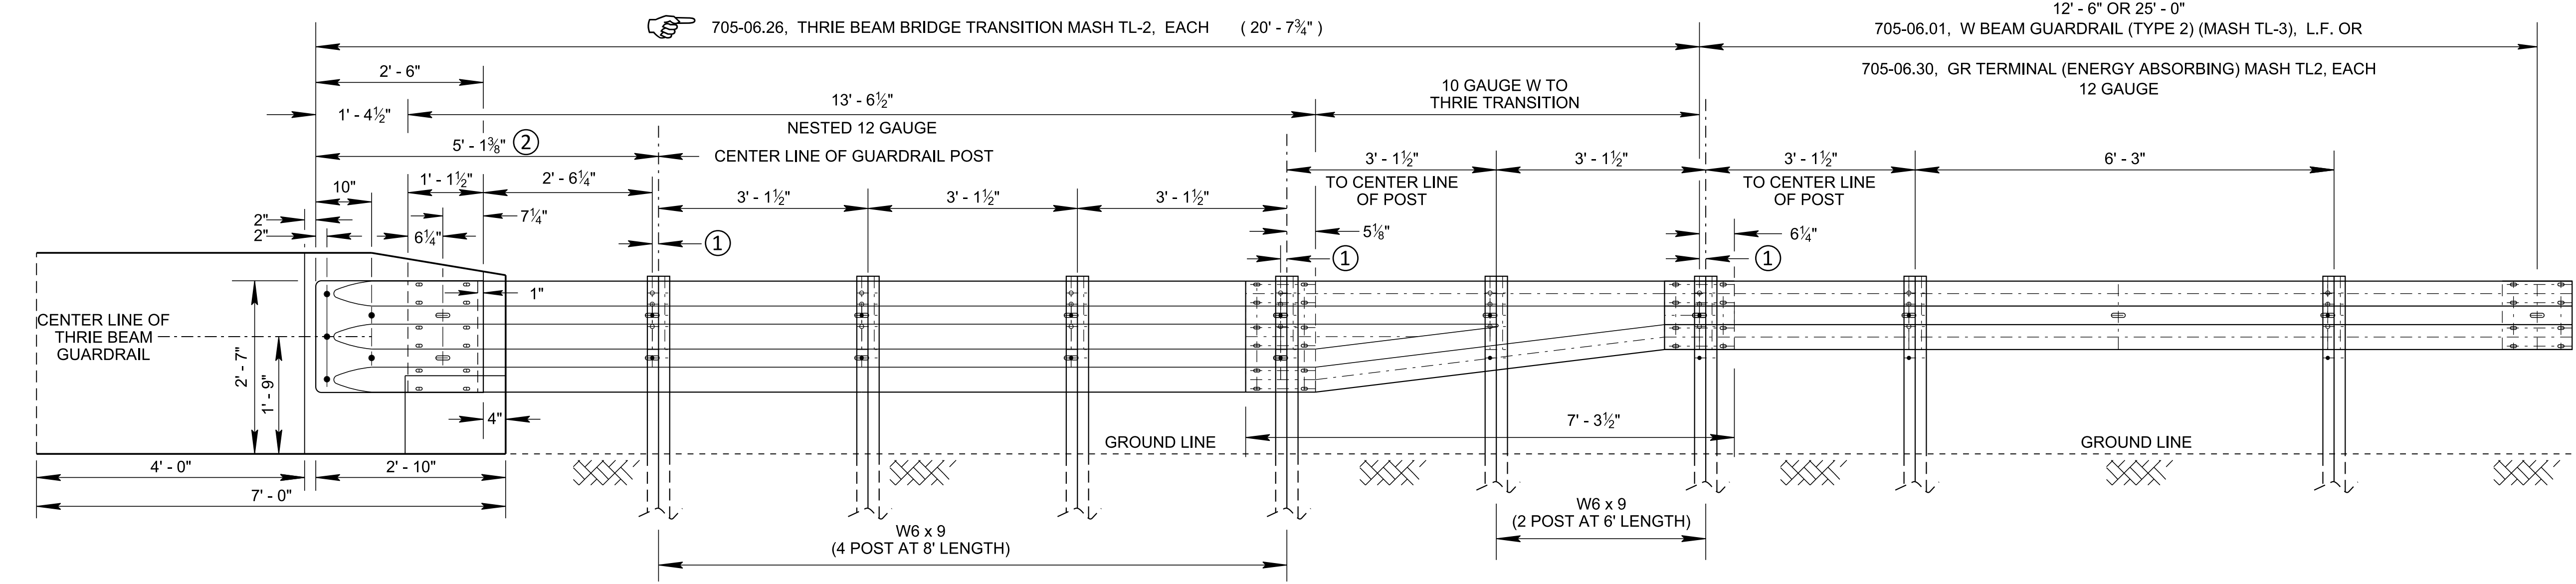 705-06.26, THRIE BEAM BRIDGE TRANSITION MASH TL-2, EACH ( 20' - 7¾" )
12' - 6" OR 25' - 0"
705-06.01, W BEAM GUARDRAIL (TYPE 2) (MASH TL-3), L.F. OR
705-06.30, GR TERMINAL (ENERGY ABSORBING) MASH TL2, EACH
12 GAUGE
2' - 6"
1' - 4½"
13' - 6½"
NESTED 12 GAUGE
10 GAUGE W TO
THRIE TRANSITION
5' - 1⅜" 2
CENTER LINE OF GUARDRAIL POST
10"
1' - 1½"
2' - 6¼"
3' - 1½"
3' - 1½"
3' - 1½"
3' - 1½"
TO CENTER LINE
OF POST
3' - 1½"
3' - 1½"
TO CENTER LINE
OF POST
6' - 3"
2"
2"
6¼"
7¼"
1
5⅛"
1
6¼"
1
1"
CENTER LINE OF
THRIE BEAM
GUARDRAIL
2' - 7"
1' - 9"
4"
GROUND LINE
7' - 3½"
GROUND LINE
4' - 0"
2' - 10"
7' - 0"
W6 x 9
(4 POST AT 8' LENGTH)
W6 x 9
(2 POST AT 6' LENGTH)